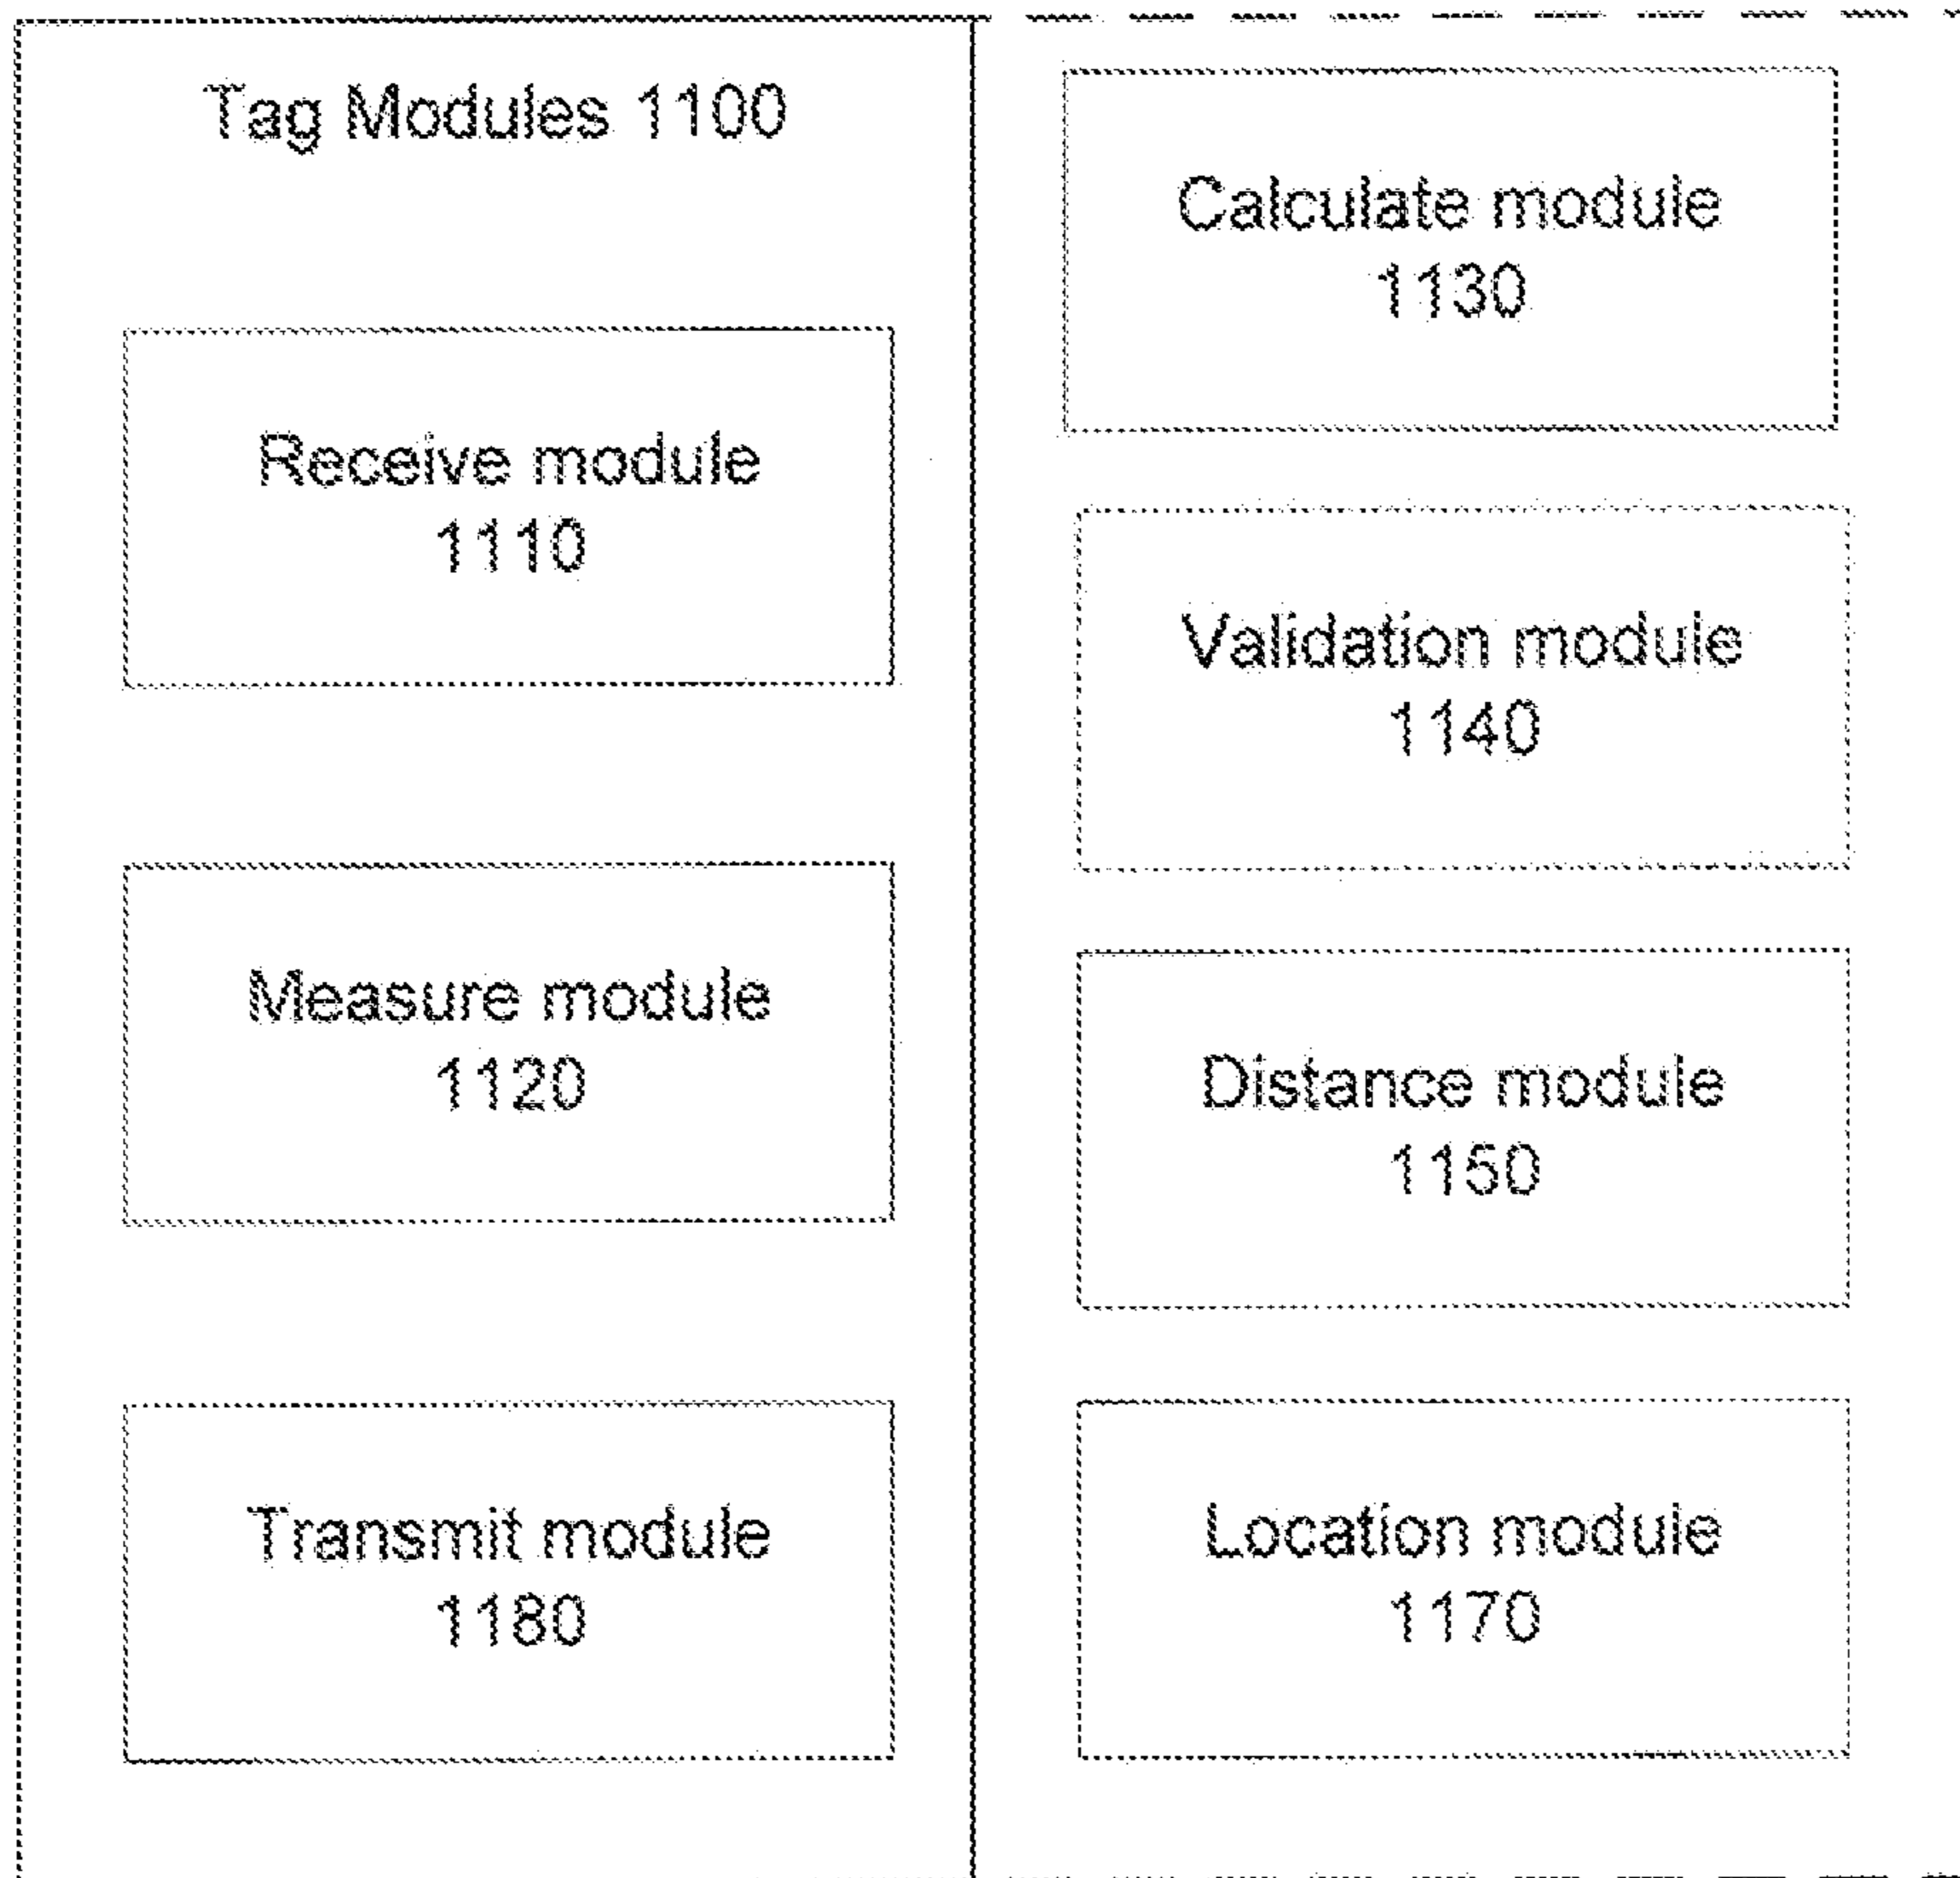 Tag Modules 1100
Receive module
1110
Measure module
1120
Transmit module
1180
Calculate module
1130
Validation module
1140
Distance module
1150
Location module
1170